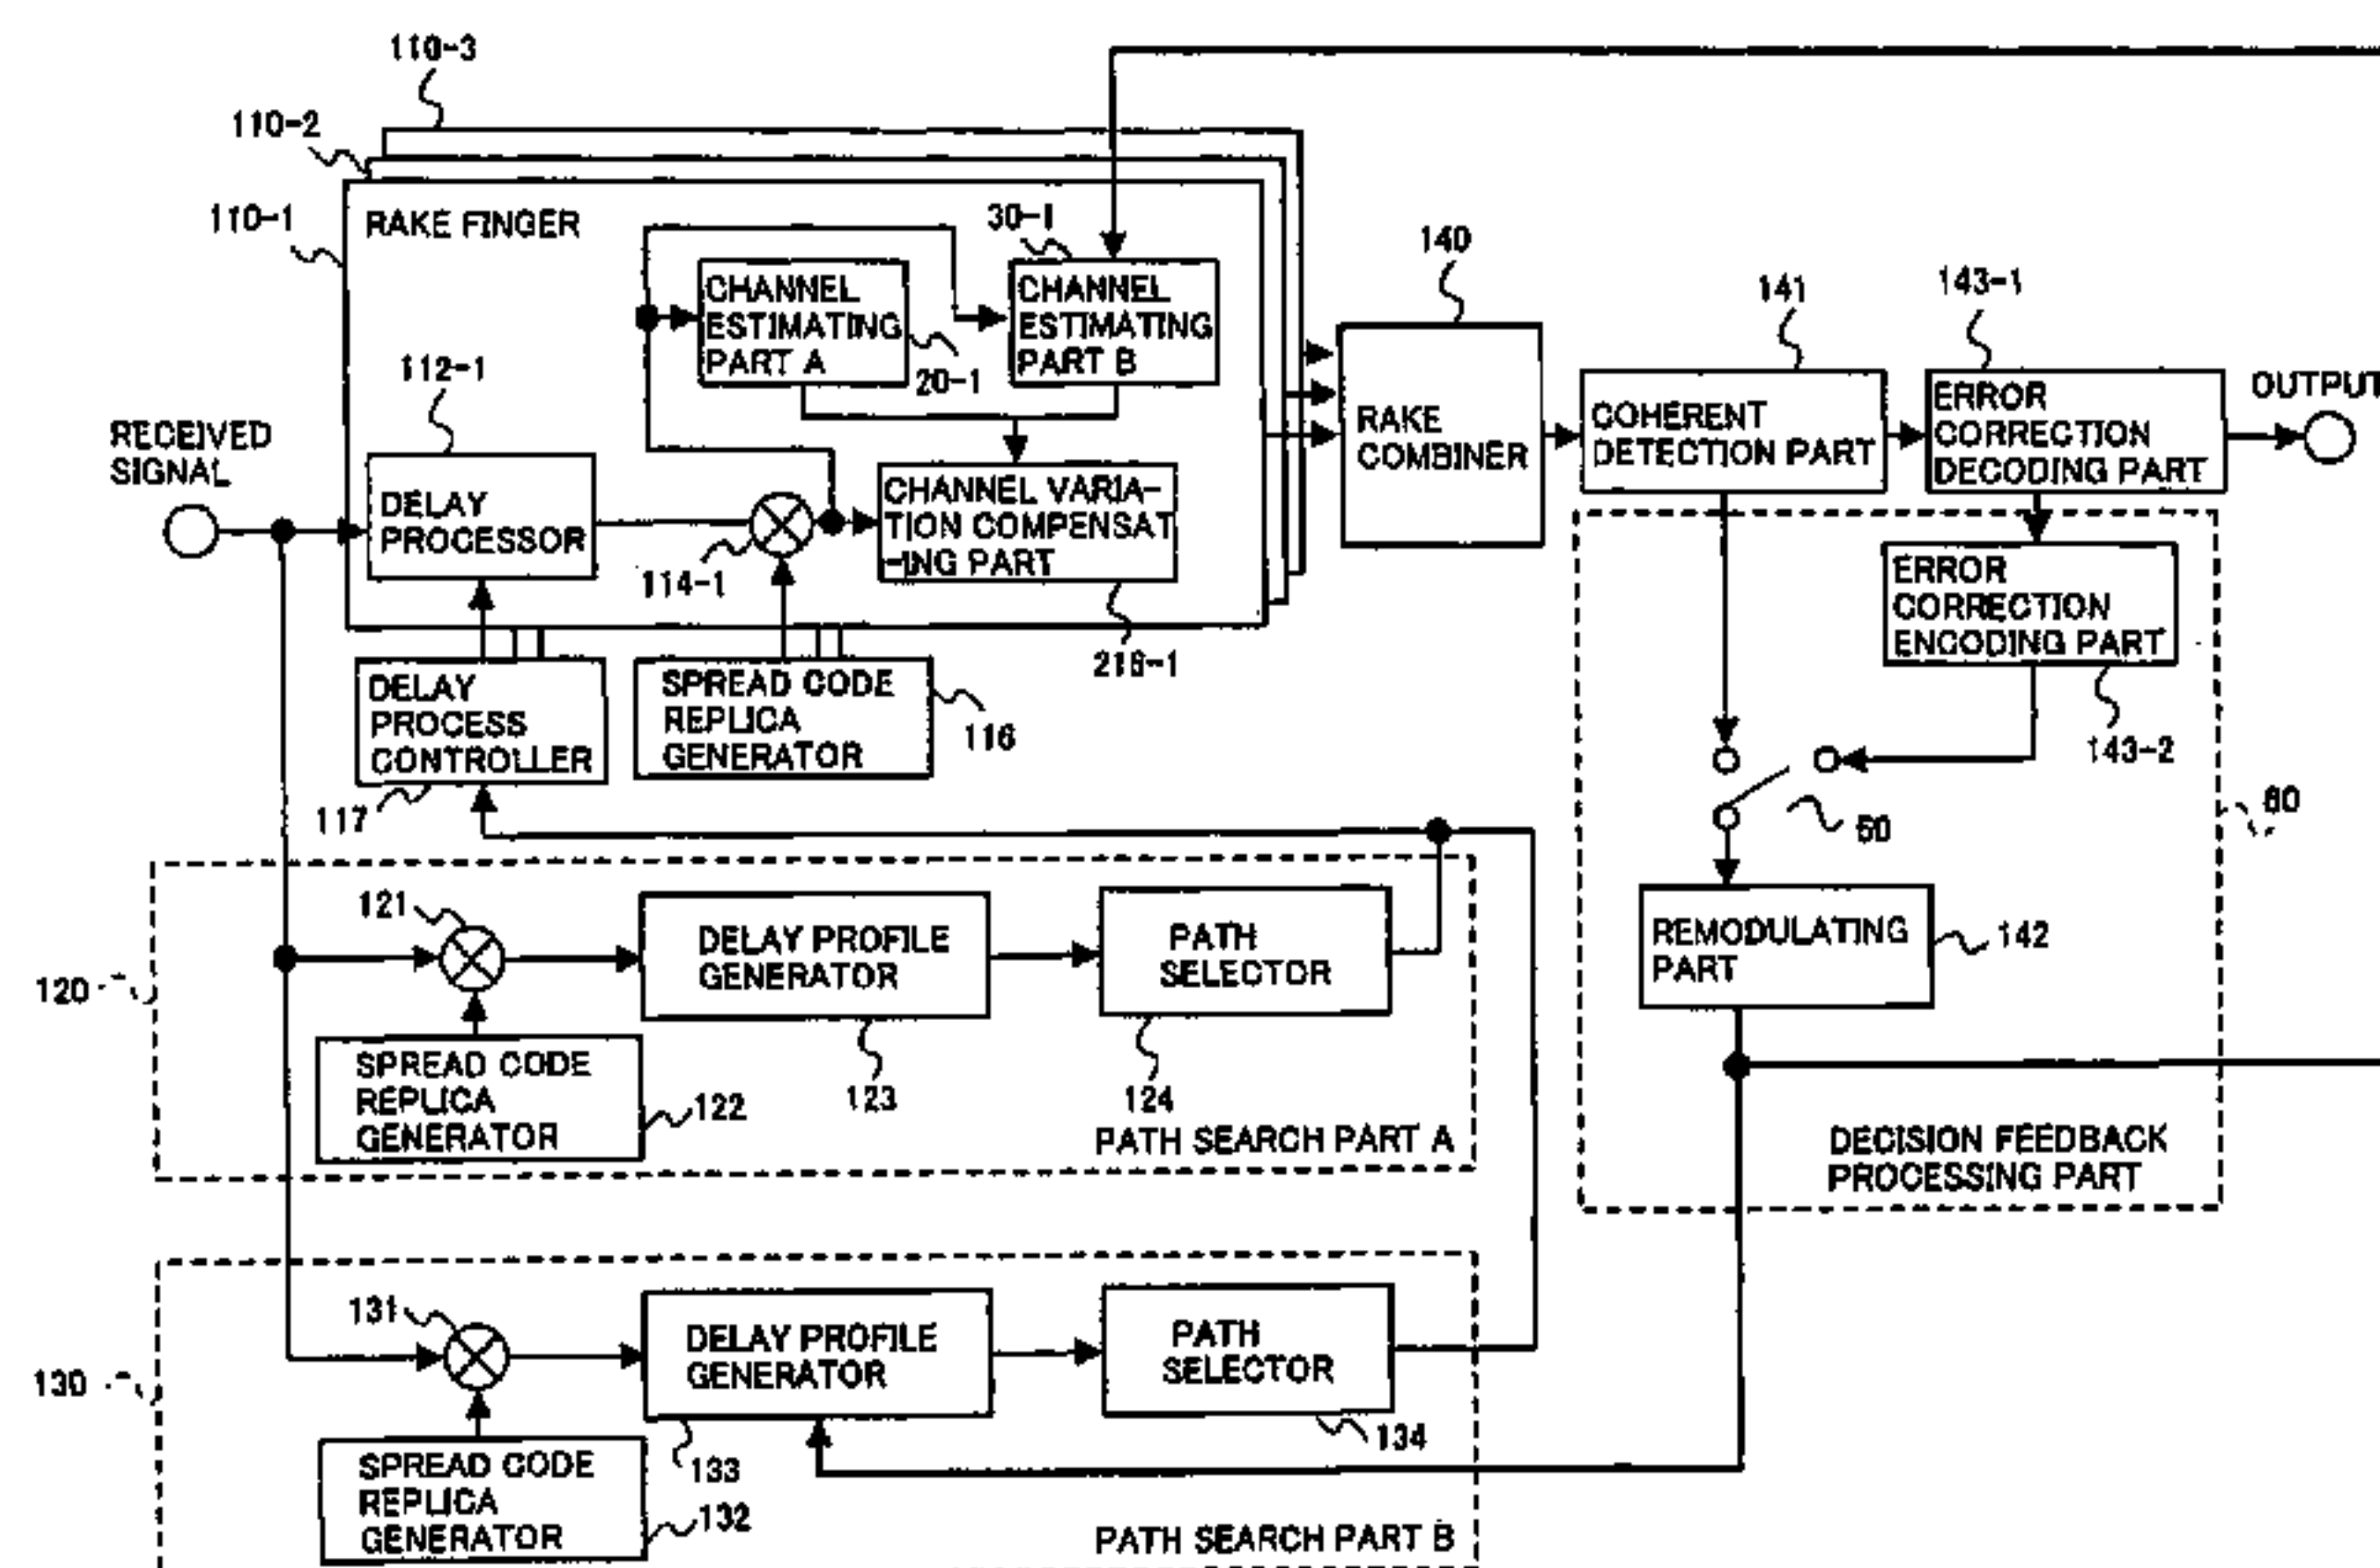 110-3
110-2
110-1
RAKE FINGER
30-1
CHANNEL
ESTIMATING
PART A
20-1
CHANNEL
ESTIMATING
PART B
140
RAKE
COMBINER
141
COHERENT
DETECTION PART
143-1
ERROR
CORRECTION
DECODING PART
OUTPUT
RECEIVED
SIGNAL
112-1
DELAY
PROCESSOR
114-1
CHANNEL VARIA-
TION COMPENSAT
-ING PART
216-1
ERROR
CORRECTION
ENCODING PART
143-2
DELAY
PROCESS
CONTROLLER
117
SPREAD CODE
REPLICA
GENERATOR
116
60
REMODULATING
PART
142
DECISION FEEDBACK
PROCESSING PART
120
121
DELAY PROFILE
GENERATOR
123
PATH
SELECTOR
124
SPREAD CODE
REPLICA
GENERATOR
122
PATH SEARCH PART A
130
131
DELAY PROFILE
GENERATOR
133
PATH
SELECTOR
134
SPREAD CODE
REPLICA
GENERATOR
132
PATH SEARCH PART B